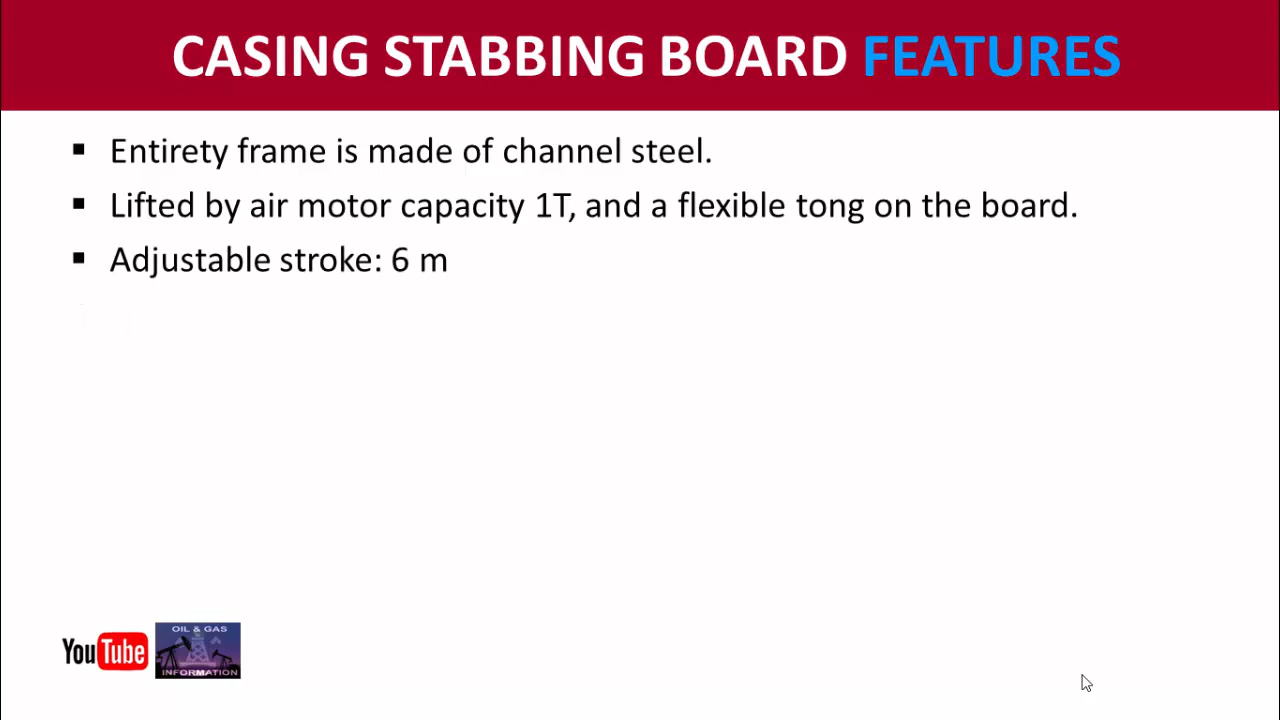 CASING STABBING BOARD FEATURES
▪ Entirety frame is made of channel steel.
▪ Lifted by air motor capacity 1T, and a flexible tong on the board.
▪ Adjustable stroke: 6 m
YouTube
OIL & GAS
INFORMATION